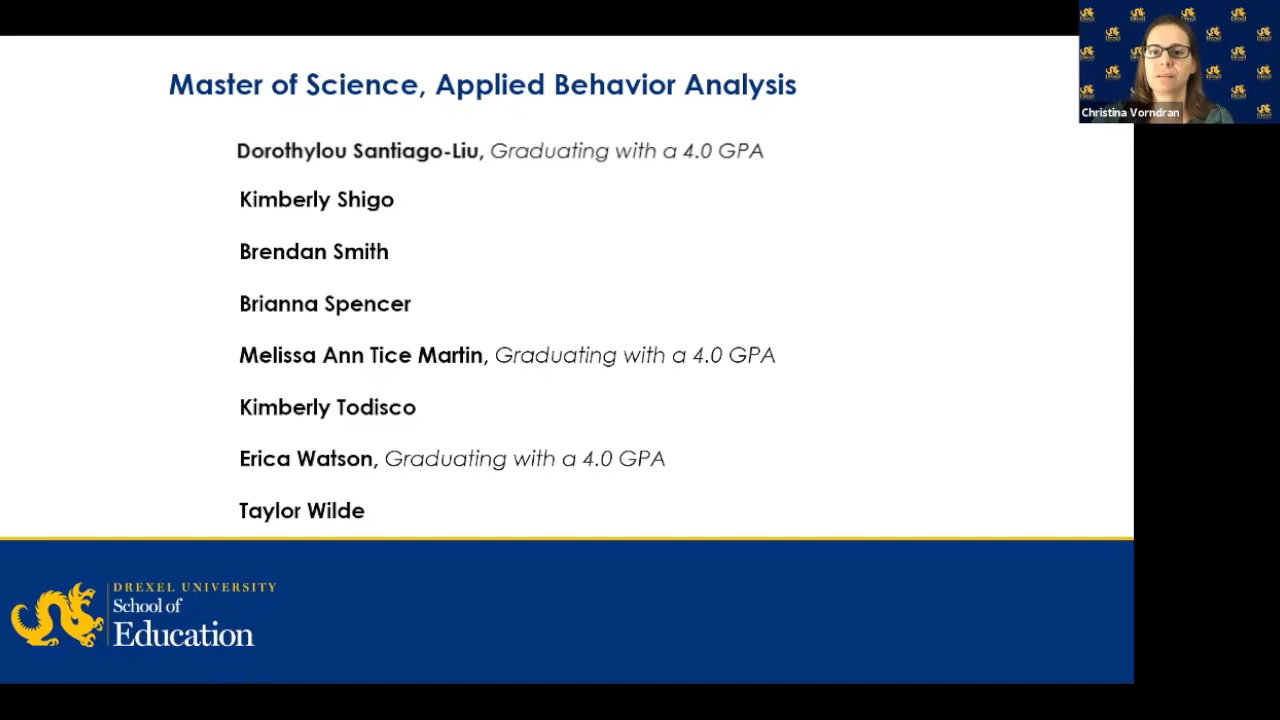 Master of Science, Applied Behavior Analysis
Christina Vorndran
Dorothylou Santiago-Liu, Graduating with a 4.0 GPA
Kimberly Shigo
Brendan Smith
Brianna Spencer
Melissa Ann Tice Martin, Graduating with a 4.0 GPA
Kimberly Todisco
Erica Watson, Graduating with a 4.0 GPA
Taylor Wilde
DREXEL UNIVERSITY
School of
Education